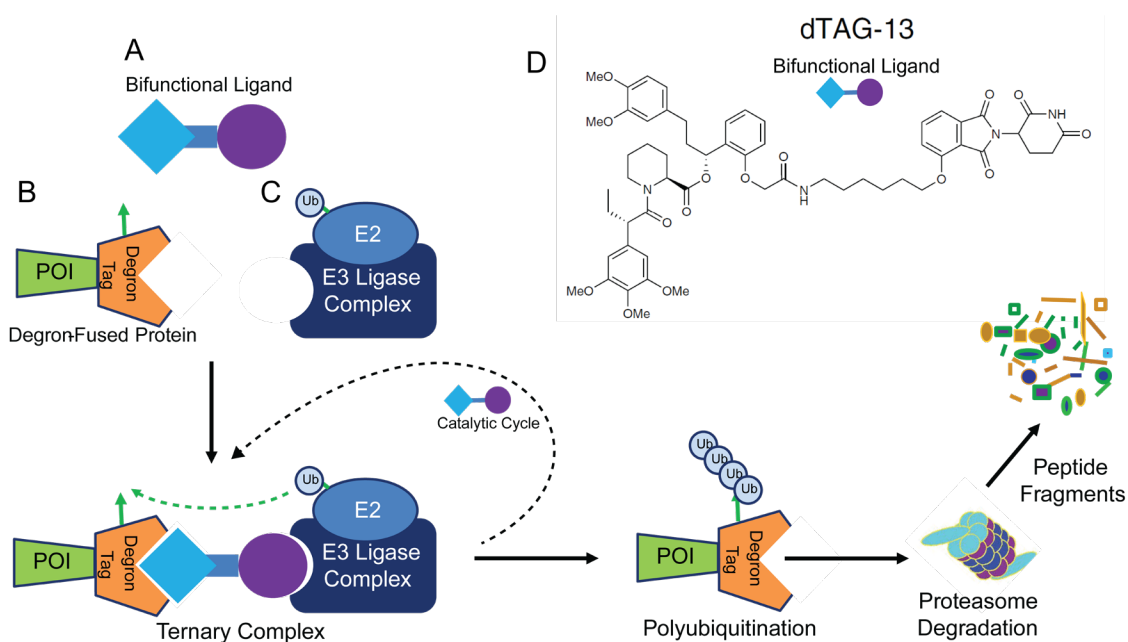 A
Bifunctional Ligand
B
POI
Degron
Tag
Degron-Fused Protein
C
Ub
E2
E3 Ligase
Complex
D
dTAG-13
Bifunctional Ligand
MeO
MeO
O
O
O
NH
N
O
O
O
O
N
H
O
O
O
N
O
MeO
OMe
OMe
Catalytic Cycle
Ub
E2
POI
Degron
Tag
E3 Ligase
Complex
Ternary Complex
Ub
Ub
Ub
Ub
POI
Degron
Tag
Polyubiquitination
Peptide
Fragments
Proteasome
Degradation